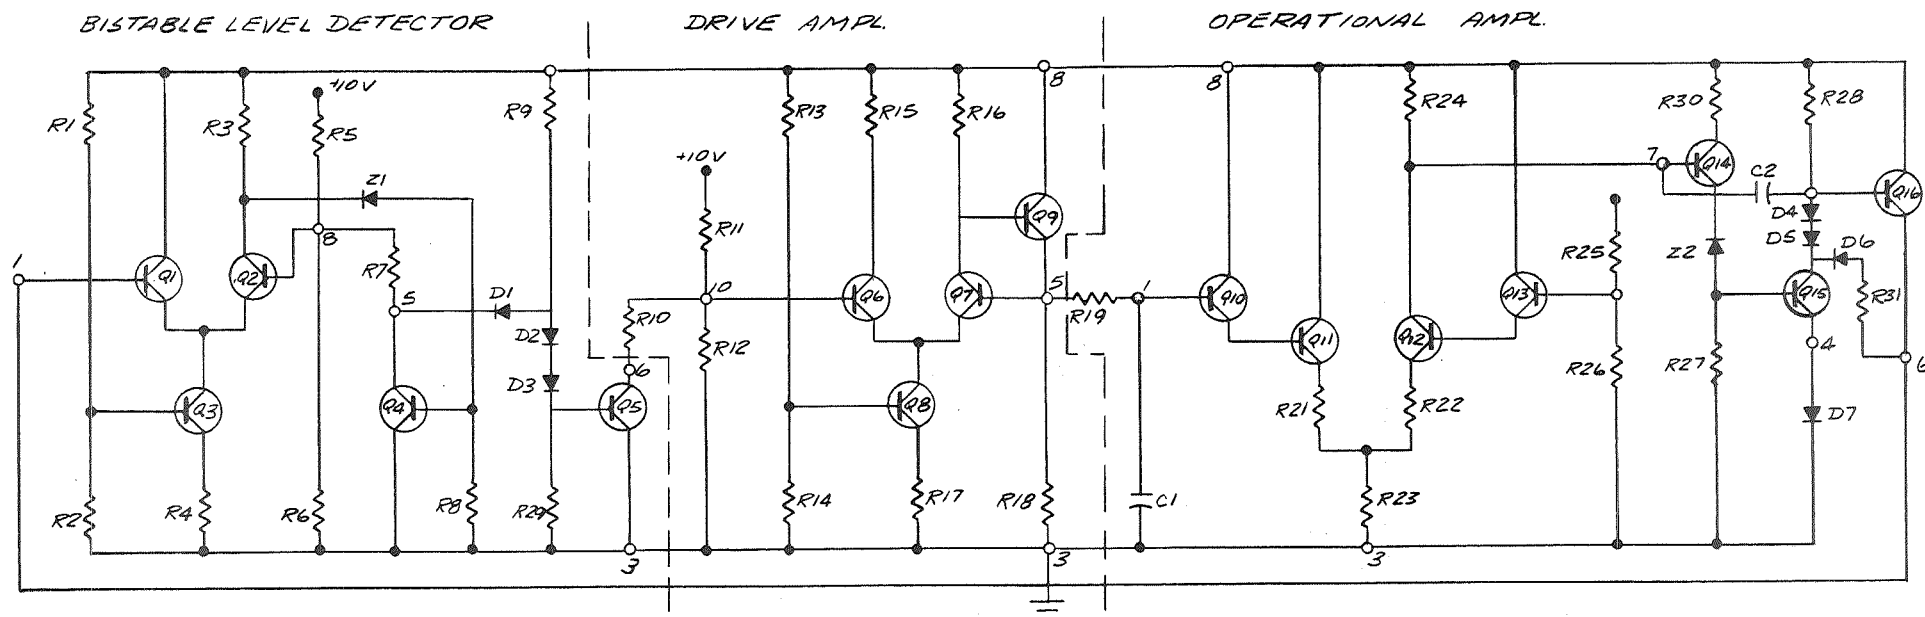 BISTABLE LEVEL DETECTOR
DRIVE AMPL.
OPERATIONAL AMPL.
R1
R3
+10V
R5
R9
Z1
8
R7
1
Q1
Q2
5
D1
D2
D3
Q3
Q4
Q5
R2
R4
R6
R8
R29
3
R10
6
+10V
R11
10
R12
R13
R15
R16
8
Q9
Q6
Q7
5
Q8
R14
R17
R18
3
R19
1
C1
8
Q10
Q11
R21
R22
R23
3
R24
Q12
Q13
R25
R26
7
R30
Q14
C2
R28
Q16
D4
D5
D6
Z2
Q15
R31
R27
4
D7
6